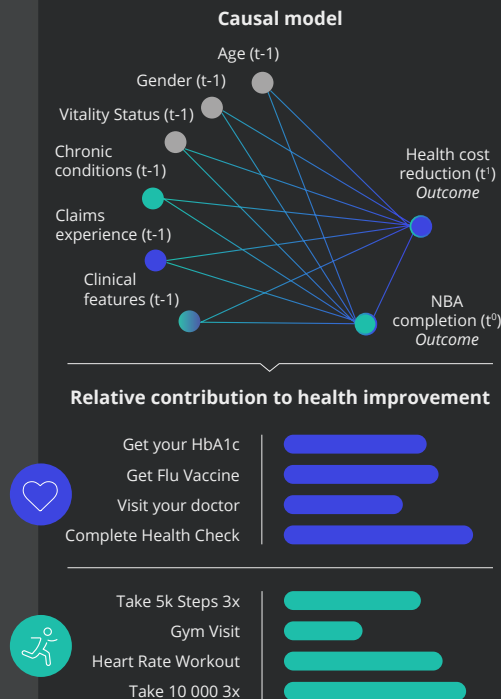 Causal model
Age (t-1)
Gender (t-1)
Vitality Status (t-1)
Chronic
conditions (t-1)
Claims
experience (t-1)
Clinical
features (t-1)
Health cost
reduction (t¹)
Outcome
NBA
completion (t⁰)
Outcome
Relative contribution to health improvement
Get your HbA1c
Get Flu Vaccine
Visit your doctor
Complete Health Check
Take 5k Steps 3x
Gym Visit
Heart Rate Workout
Take 10 000 3x